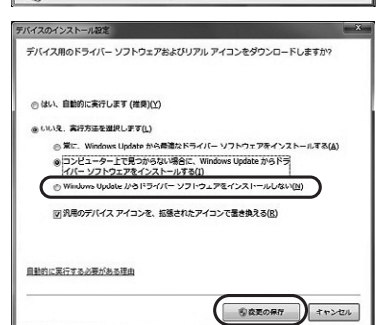 デバイスのインストール設定
デバイス用のドライバー ソフトウェアおよびリアル アイコンをダウンロードしますか?
はい、自動的に実行します (推奨)(Y)
いいえ、実行方法を選択します(L)
常に、Windows Update から最適なドライバー ソフトウェアをインストールする(A)
コンピューター上で見つからない場合に、Windows Update からドラ
イバー ソフトウェアをインストールする(I)
Windows Update からドライバー ソフトウェアをインストールしない(N)
汎用のデバイス アイコンを、拡張されたアイコンで置き換える(R)
自動的に実行する必要がある理由
変更の保存
キャンセル